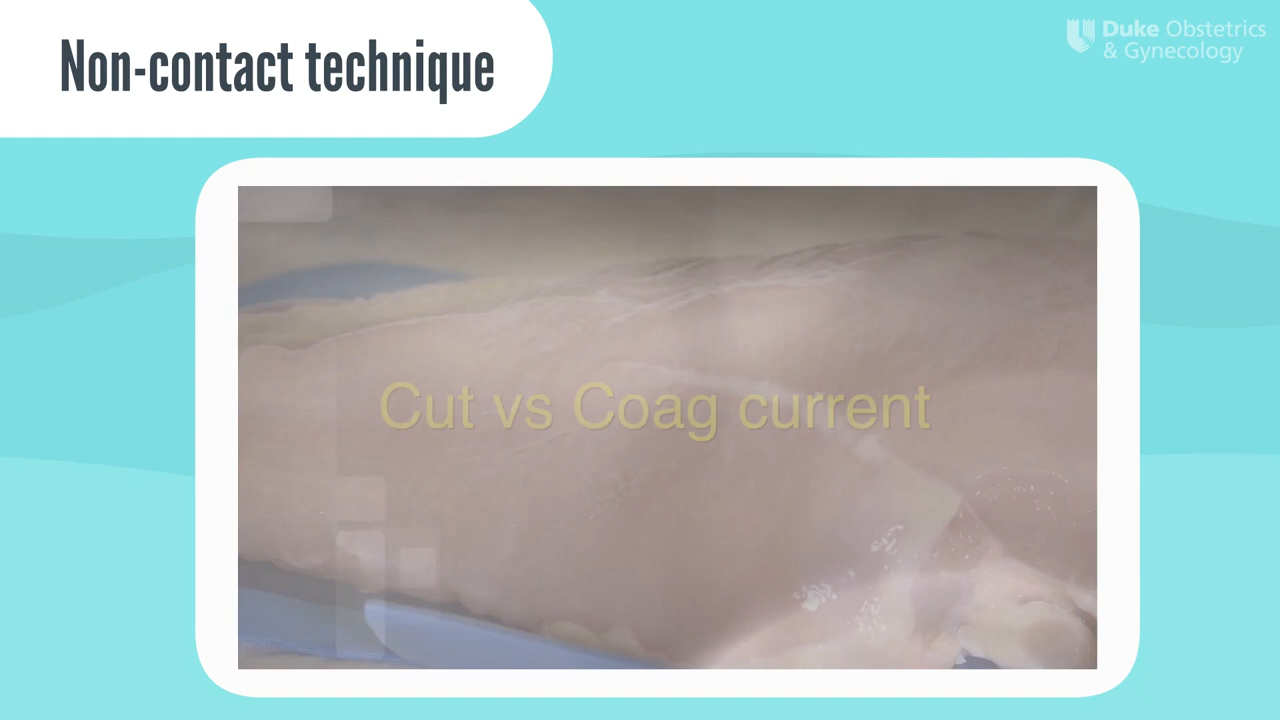 Non-contact technique
Duke Obstetrics
& Gynecology
Cut vs Coag current